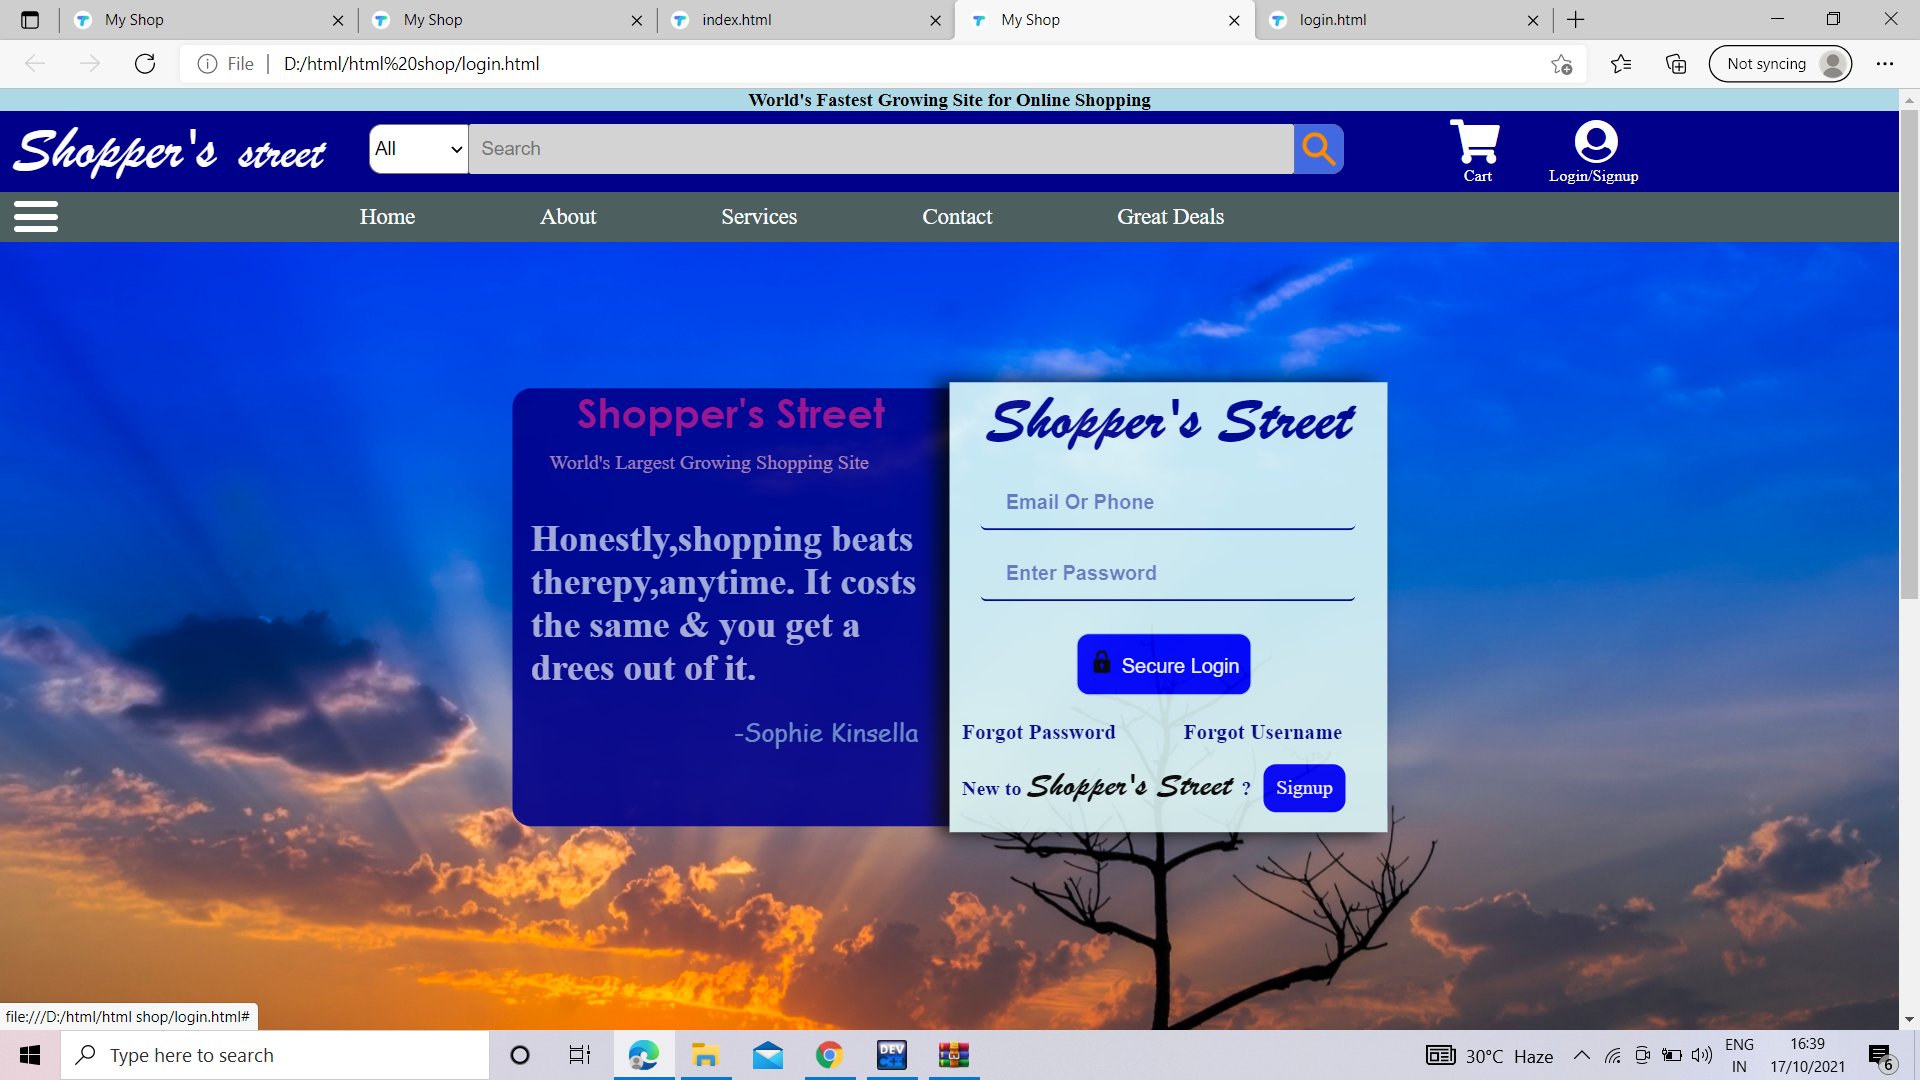 My Shop
My Shop
index.html
My Shop
login.html
File
D:/html/html%20shop/login.html
Not syncing
World's Fastest Growing Site for Online Shopping
Shopper's street
All
Search
Cart
Login/Signup
Home
About
Services
Contact
Great Deals
Shopper's Street
World's Largest Growing Shopping Site
Honestly,shopping beats
therepy,anytime. It costs
the same & you get a
drees out of it.
-Sophie Kinsella
Shopper's Street
Email Or Phone
Enter Password
Secure Login
Forgot Password
Forgot Username
New to Shopper's Street ?
Signup
file:///D:/html/html shop/login.html#
Type here to search
DEV
C++
30°C Haze
ENG
IN
16:39
17/10/2021
6